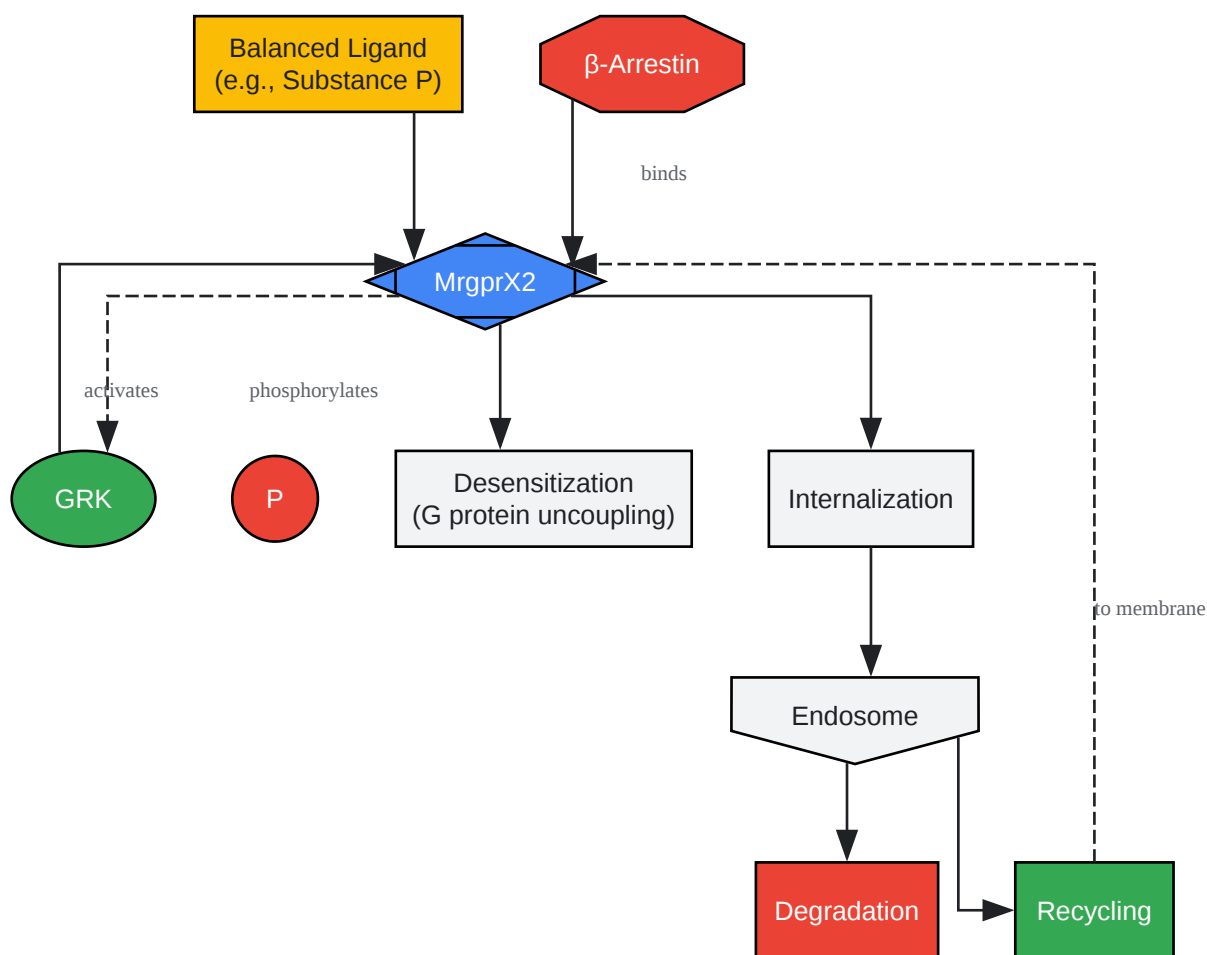 Balanced Ligand
(e.g., Substance P)
β-Arrestin
binds
MrgprX2
activates
phosphorylates
GRK
P
Desensitization
(G protein uncoupling)
Internalization
to membrane
Endosome
Degradation
Recycling